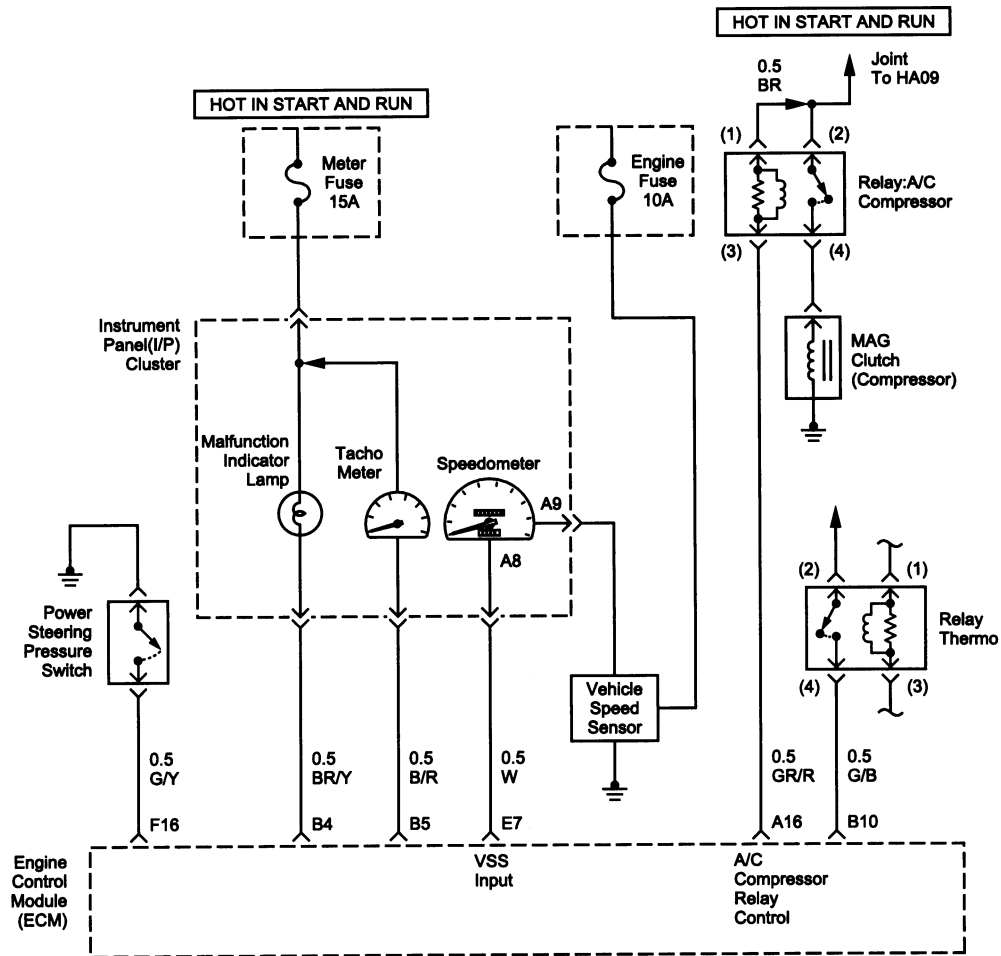 HOT IN START AND RUN
Joint
To HA09
0.5
BR
HOT IN START AND RUN
(1)
(2)
Meter
Fuse
15A
Engine
Fuse
10A
Relay:A/C
Compressor
(3)
(4)
Instrument
Panel(I/P)
Cluster
MAG
Clutch
(Compressor)
Malfunction
Indicator
Lamp
Tacho
Meter
Speedometer
A9
A8
(2)
(1)
Power
Steering
Pressure
Switch
Relay
Thermo
(4)
(3)
Vehicle
Speed
Sensor
0.5
G/Y
0.5
BR/Y
0.5
B/R
0.5
W
0.5
GR/R
0.5
G/B
F16
B4
B5
E7
A16
B10
Engine
Control
Module
(ECM)
VSS
Input
A/C
Compressor
Relay
Control